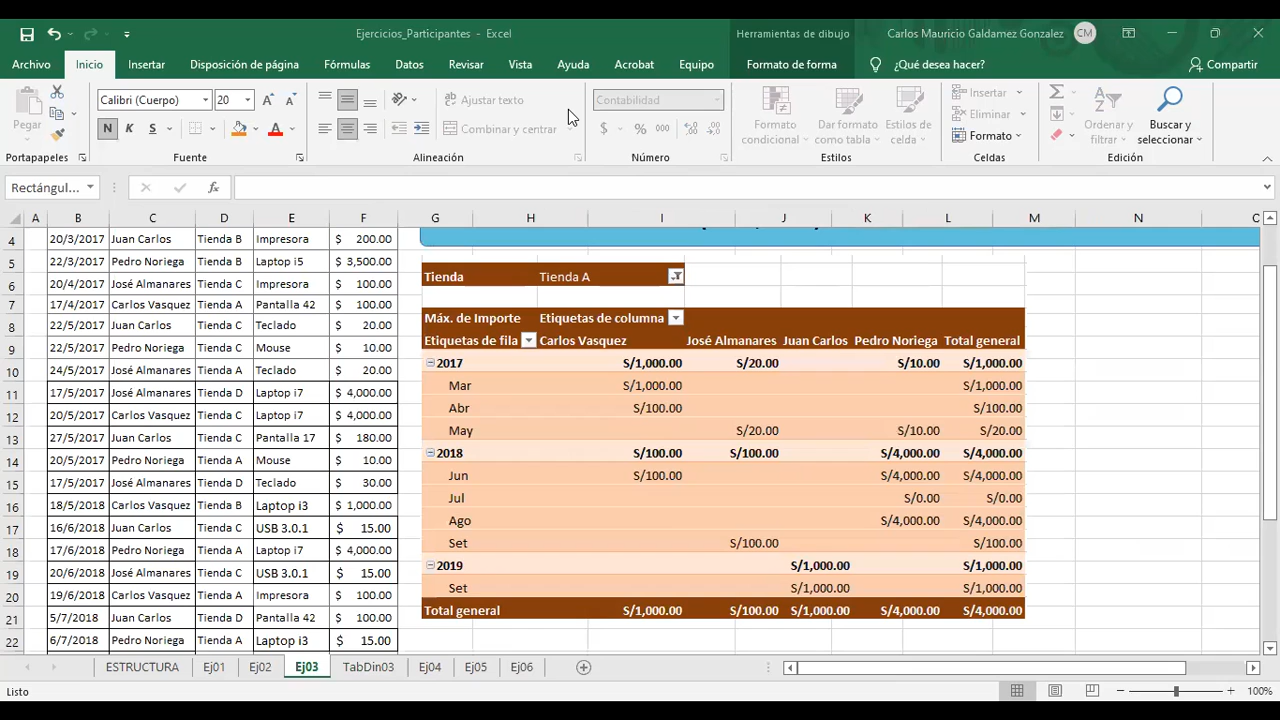 Ejercicios_Participantes - Excel
Herramientas de dibujo
Carlos Mauricio Galdamez Gonzalez CM
Archivo Inicio Insertar Disposición de página Fórmulas Datos Revisar Vista Ayuda Acrobat Equipo Formato de forma ¿Qué desea hacer? Compartir
Pegar
Portapapeles
Calibri (Cuerpo) 20
N K S
Fuente
Ajustar texto
Combinar y centrar
Alineación
Contabilidad
$ % 000
Número
Formato condicional
Dar formato como tabla
Estilos de celda
Estilos
Insertar
Eliminar
Formato
Celdas
Ordenar y filtrar
Buscar y seleccionar
Edición
Rectángul... fx
A B C D E F G H I J K L M N O
4 20/3/2017 Juan Carlos Tienda B Impresora $ 200.00
5 22/3/2017 Pedro Noriega Tienda B Laptop i5 $ 3,500.00
6 20/4/2017 José Almanares Tienda C Impresora $ 100.00 Tienda Tienda A
7 17/4/2017 Carlos Vasquez Tienda A Pantalla 42 $ 100.00
8 22/5/2017 Juan Carlos Tienda C Teclado $ 20.00 Máx. de Importe Etiquetas de columna
9 22/5/2017 Pedro Noriega Tienda C Mouse $ 10.00 Etiquetas de fila Carlos Vasquez José Almanares Juan Carlos Pedro Noriega Total general
10 24/5/2017 José Almanares Tienda A Teclado $ 20.00 2017 S/1,000.00 S/20.00 S/10.00 S/1,000.00
11 17/5/2017 José Almanares Tienda D Laptop i7 $ 4,000.00 Mar S/1,000.00 S/1,000.00
12 20/5/2017 Carlos Vasquez Tienda C Laptop i7 $ 4,000.00 Abr S/100.00 S/100.00
13 27/5/2017 Juan Carlos Tienda C Pantalla 17 $ 180.00 May S/20.00 S/10.00 S/20.00
14 20/5/2017 Pedro Noriega Tienda A Mouse $ 10.00 2018 S/100.00 S/100.00 S/4,000.00 S/4,000.00
15 17/5/2017 José Almanares Tienda D Teclado $ 30.00 Jun S/100.00 S/4,000.00 S/4,000.00
16 18/5/2018 Carlos Vasquez Tienda B Laptop i3 $ 1,000.00 Jul S/0.00 S/0.00
17 16/6/2018 Juan Carlos Tienda C USB 3.0.1 $ 15.00 Ago S/4,000.00 S/4,000.00
18 17/6/2018 Pedro Noriega Tienda A Laptop i7 $ 4,000.00 Set S/100.00 S/100.00
19 20/6/2018 José Almanares Tienda C USB 3.0.1 $ 15.00 2019 S/1,000.00 S/1,000.00
20 19/6/2018 Carlos Vasquez Tienda A Impresora $ 100.00 Set S/1,000.00 S/1,000.00
21 5/7/2018 Juan Carlos Tienda D Pantalla 42 $ 100.00 Total general S/1,000.00 S/100.00 S/1,000.00 S/4,000.00 S/4,000.00
22 6/7/2018 Pedro Noriega Tienda A Laptop i3 $ 15.00
ESTRUCTURA Ej01 Ej02 Ej03 TabDin03 Ej04 Ej05 Ej06
Listo 100%